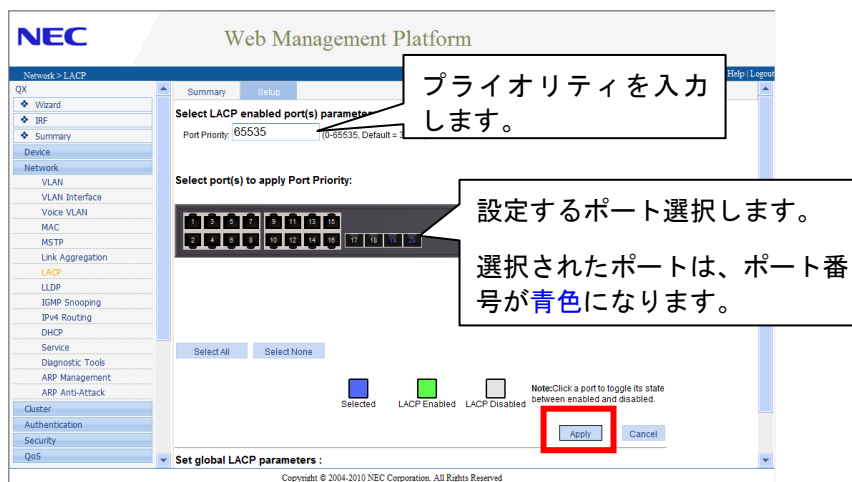 NEC
Web Management Platform
Network > LACP
Help | Logout
QX
Wizard
IRF
Summary
Device
Network
VLAN
VLAN Interface
Voice VLAN
MAC
MSTP
Link Aggregation
LACP
LLDP
IGMP Snooping
IPv4 Routing
DHCP
Service
Diagnostic Tools
ARP Management
ARP Anti-Attack
Cluster
Authentication
Security
QoS
Summary Setup
Select LACP enabled port(s) parameter
Port Priority: 65535 (0-65535, Default =
プライオリティを入力
します。
Select port(s) to apply Port Priority:
1 3 5 7 9 11 13 15
2 4 6 8 10 12 14 16 17 18 19 20
設定するポート選択します。
選択されたポートは、ポート番
号が青色になります。
Select All Select None
Selected LACP Enabled LACP Disabled
Note:Click a port to toggle its state
between enabled and disabled.
Apply Cancel
Set global LACP parameters :
Copyright © 2004-2010 NEC Corporation. All Rights Reserved